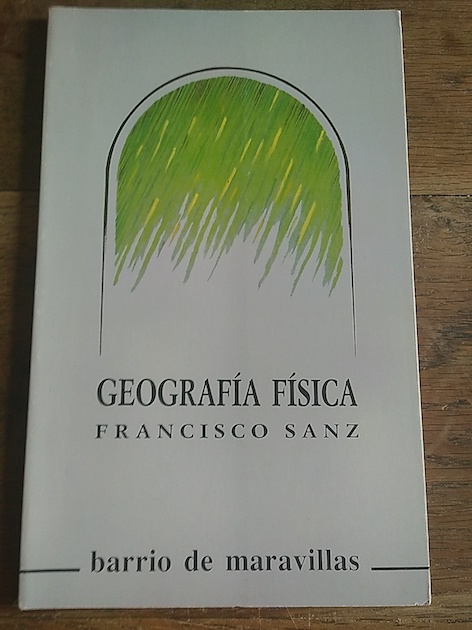 GEOGRAFÍA FÍSICA
FRANCISCO SANZ
barrio de maravillas